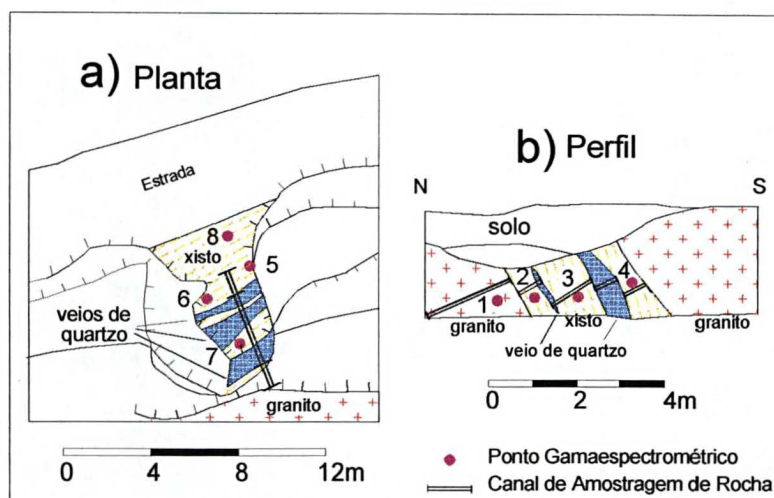 a) Planta
Estrada
8
xisto
5
6
veios de
quartzo
7
granito
0 4 8 12m
b) Perfil
N S
solo
2 3 4
1
granito xisto granito
veio de quartzo
0 2 4m
Ponto Gamaespectrométrico
Canal de Amostragem de Rocha